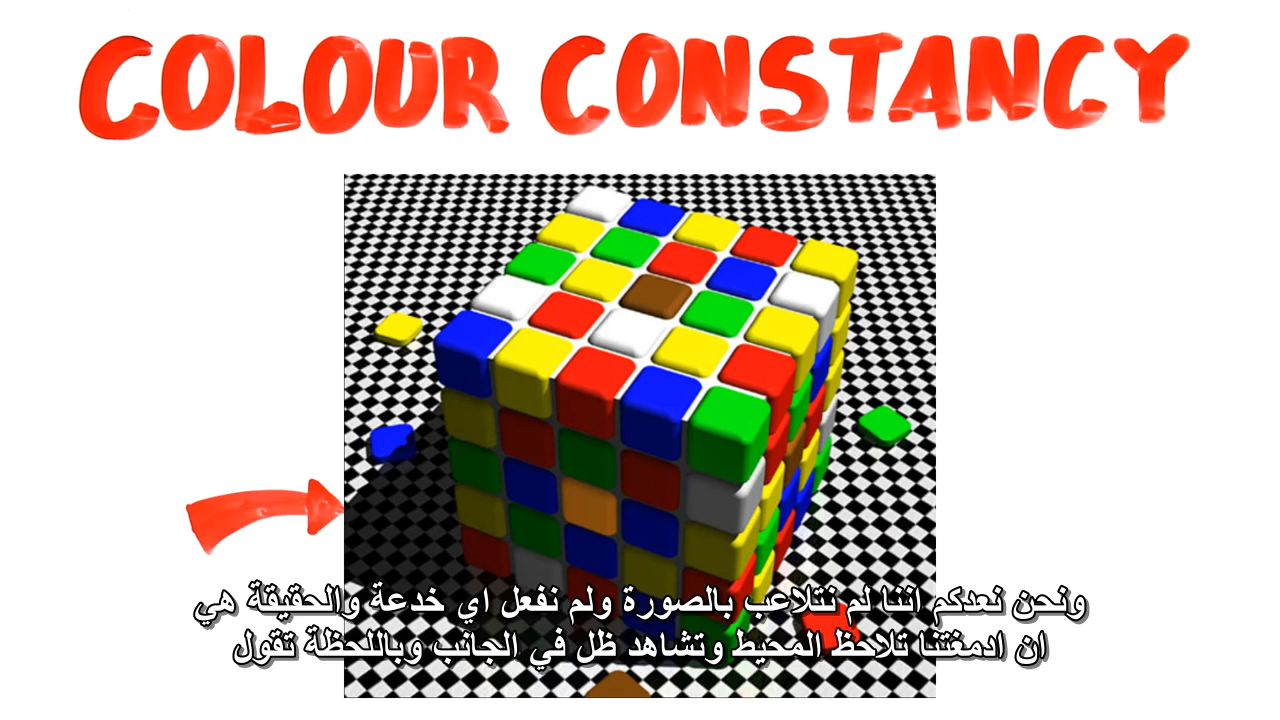 COLOUR CONSTANCY
ونحن نعدكم اننا لم نتلاعب بالصورة ولم نفعل اي خدعة والحقيقة هي
ان ادمغتنا تلاحظ المحيط وتشاهد ظل في الجانب وباللحظة تقول